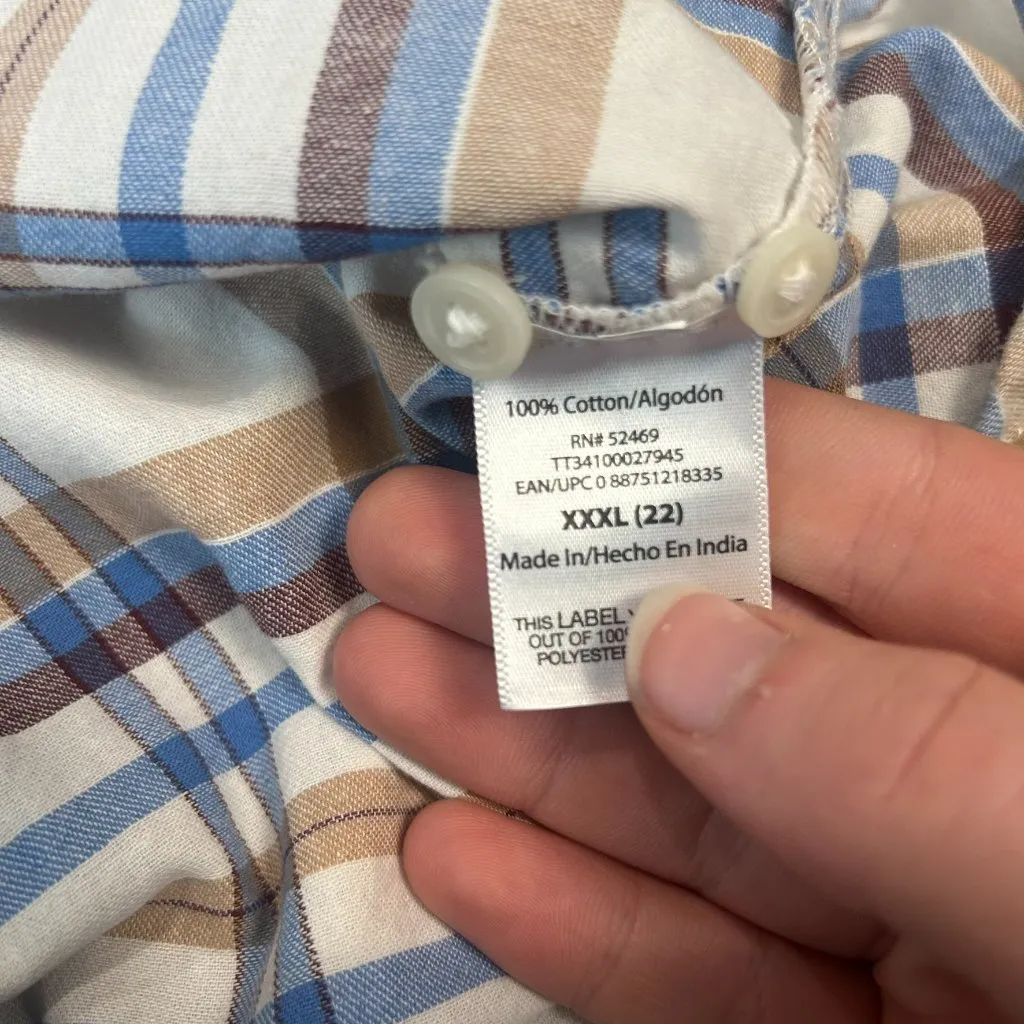 100% Cotton/Algodón
RN# 52469
TT34100027945
EAN/UPC 0 88751218335
XXXL (22)
Made In/Hecho En India
THIS LABEL
OUT OF 100%
POLYESTER